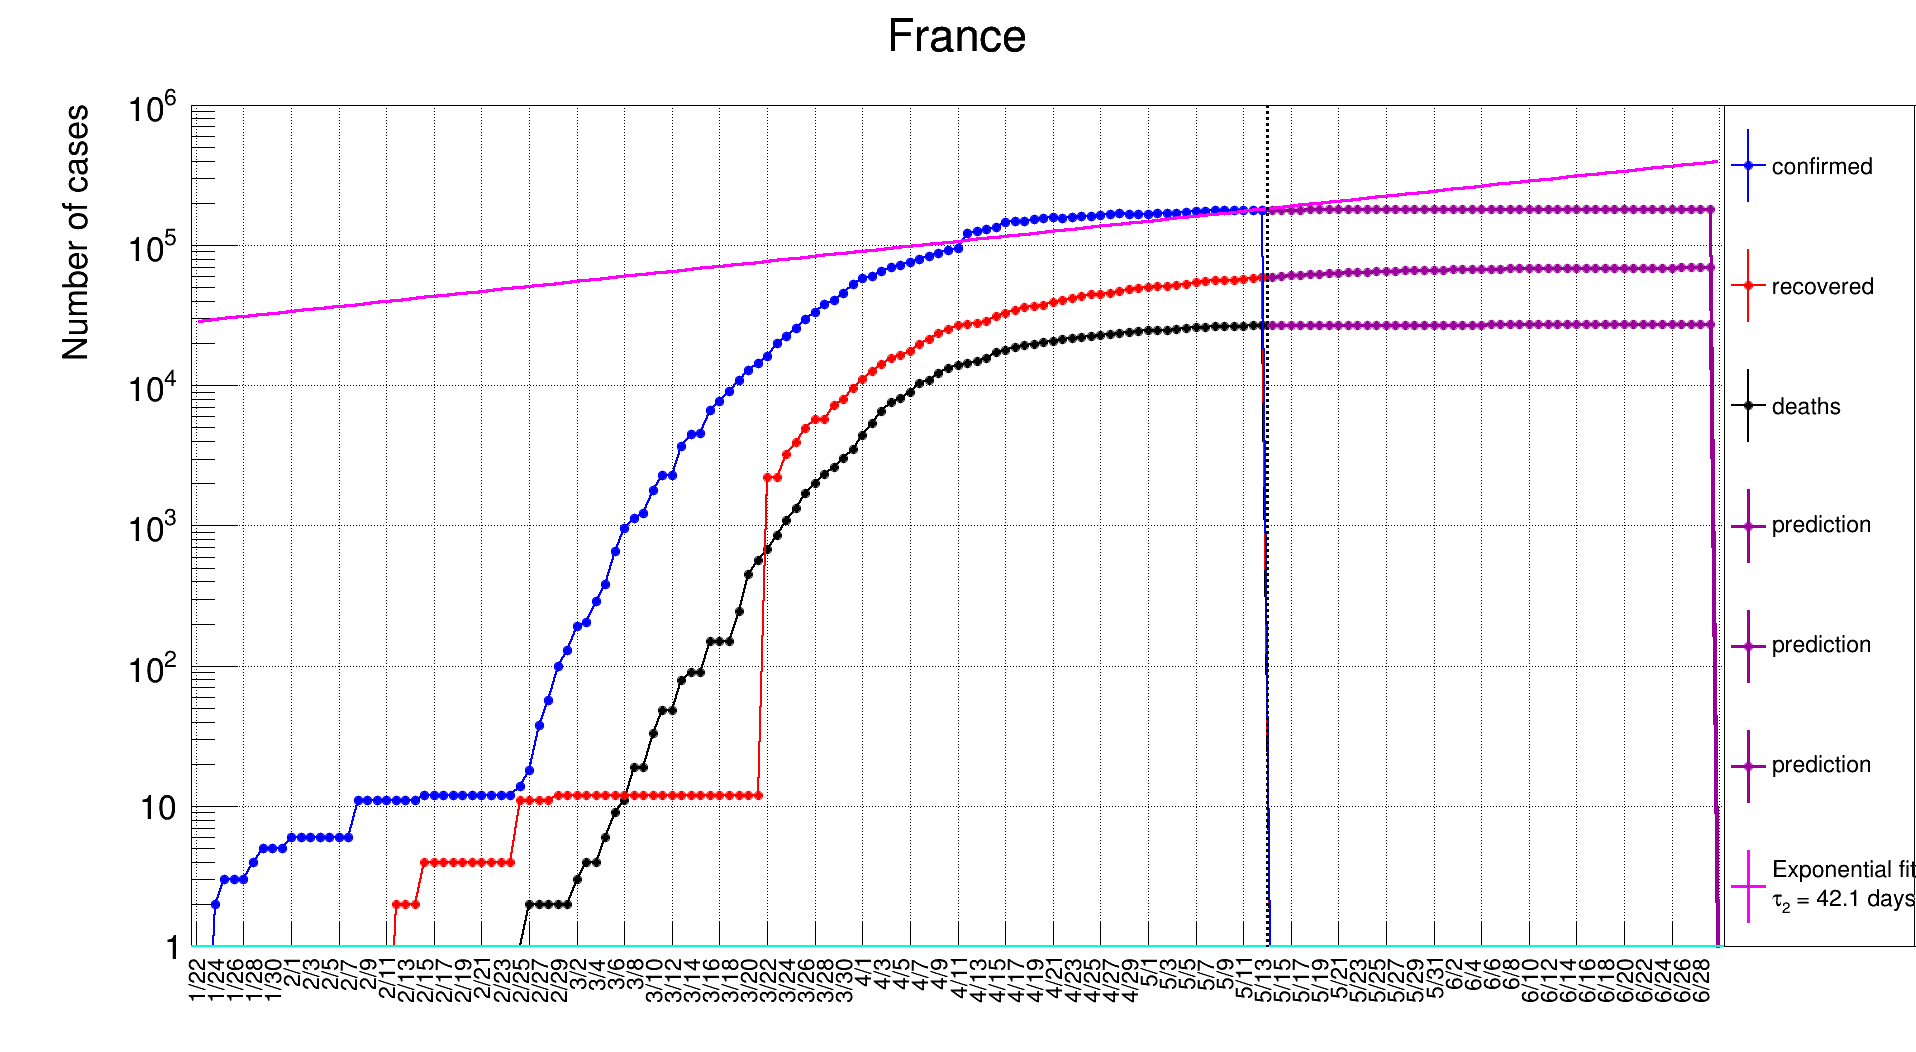 France
Number of cases
10^6
10^5
10^4
10^3
10^2
10
1
1/22 1/24 1/26 1/28 1/30 2/1 2/3 2/5 2/7 2/9 2/11 2/13 2/15 2/17 2/19 2/21 2/23 2/25 2/27 2/29 3/2 3/4 3/6 3/8 3/10 3/12 3/14 3/16 3/18 3/20 3/22 3/24 3/26 3/28 3/30 4/1 4/3 4/5 4/7 4/9 4/11 4/13 4/15 4/17 4/19 4/21 4/23 4/25 4/27 4/29 5/1 5/3 5/5 5/7 5/9 5/11 5/13 5/15 5/17 5/19 5/21 5/23 5/25 5/27 5/29 5/31 6/2 6/4 6/6 6/8 6/10 6/12 6/14 6/16 6/18 6/20 6/22 6/24 6/26 6/28
confirmed
recovered
deaths
prediction
prediction
prediction
Exponential fit
τ₂ = 42.1 days